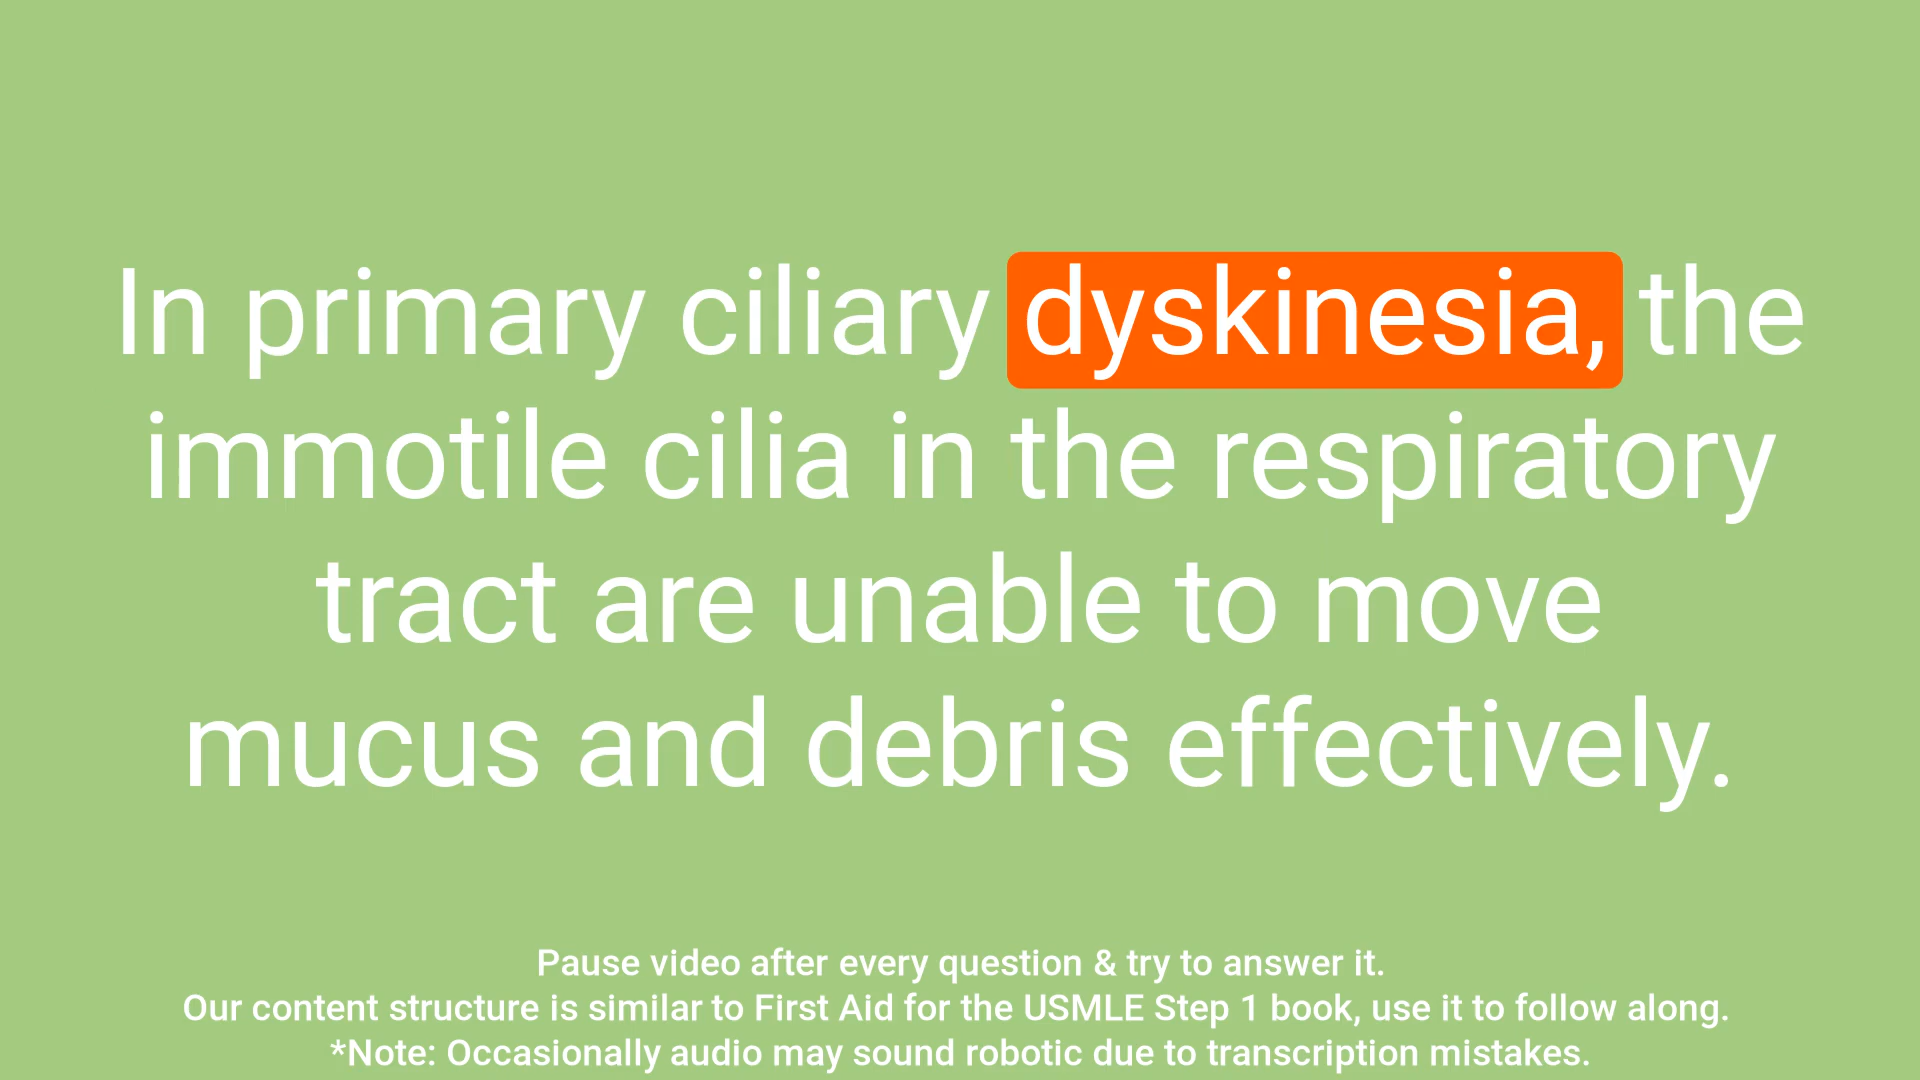 In primary ciliary dyskinesia, the
immotile cilia in the respiratory
tract are unable to move
mucus and debris effectively.
Pause video after every question & try to answer it.
Our content structure is similar to First Aid for the USMLE Step 1 book, use it to follow along.
*Note: Occasionally audio may sound robotic due to transcription mistakes.